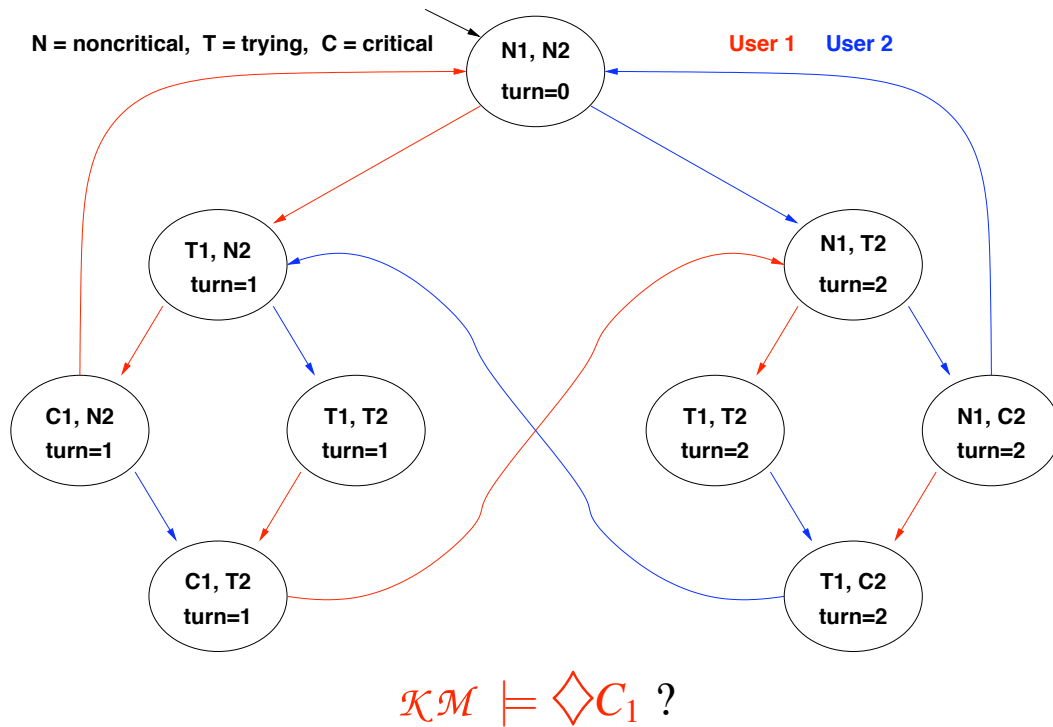 N = noncritical, T = trying, C = critical
User 1 User 2
N1, N2
turn=0
T1, N2
turn=1
N1, T2
turn=2
C1, N2
turn=1
T1, T2
turn=1
T1, T2
turn=2
N1, C2
turn=2
C1, T2
turn=1
T1, C2
turn=2
𝒦ℳ ⊨ ◇C₁ ?